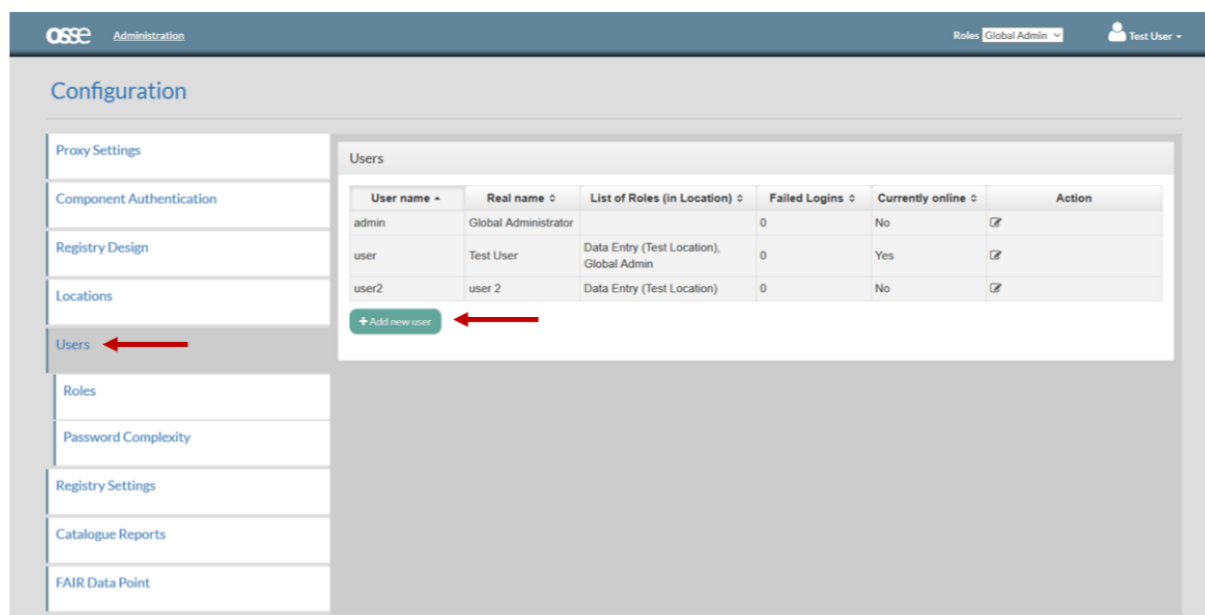 osse Administration Roles Global Admin Test User
Configuration
Proxy Settings
Component Authentication
Registry Design
Locations
Users
Roles
Password Complexity
Registry Settings
Catalogue Reports
FAIR Data Point
Users
User name Real name List of Roles (in Location) Failed Logins Currently online Action
admin Global Administrator 0 No
user Test User Data Entry (Test Location), Global Admin 0 Yes
user2 user 2 Data Entry (Test Location) 0 No
+ Add new user